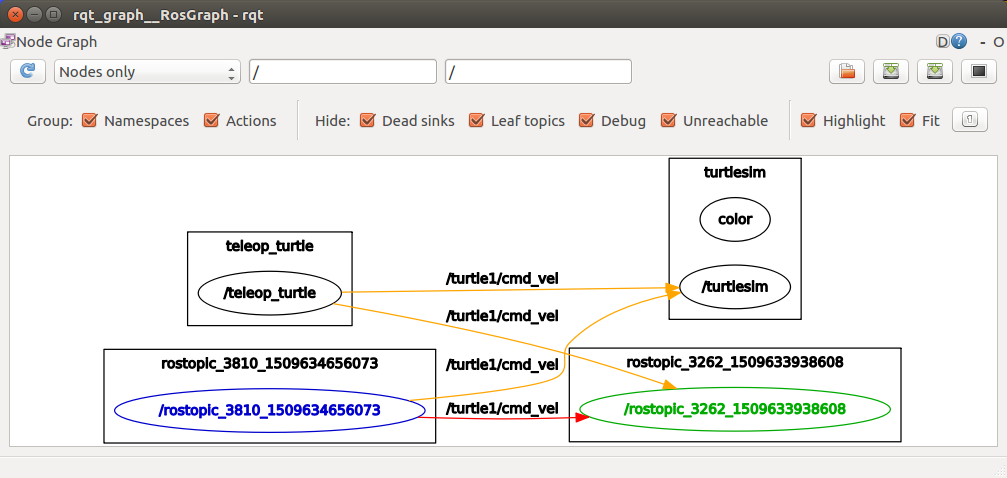 rqt_graph__RosGraph - rqt
Node Graph
D ? - O
Nodes only / /
Group: Namespaces Actions Hide: Dead sinks Leaf topics Debug Unreachable Highlight Fit
turtlesim
color
teleop_turtle
/teleop_turtle
/turtle1/cmd_vel
/turtlesim
/turtle1/cmd_vel
rostopic_3810_1509634656073
/turtle1/cmd_vel
rostopic_3262_1509633938608
/rostopic_3810_1509634656073
/turtle1/cmd_vel
/rostopic_3262_1509633938608